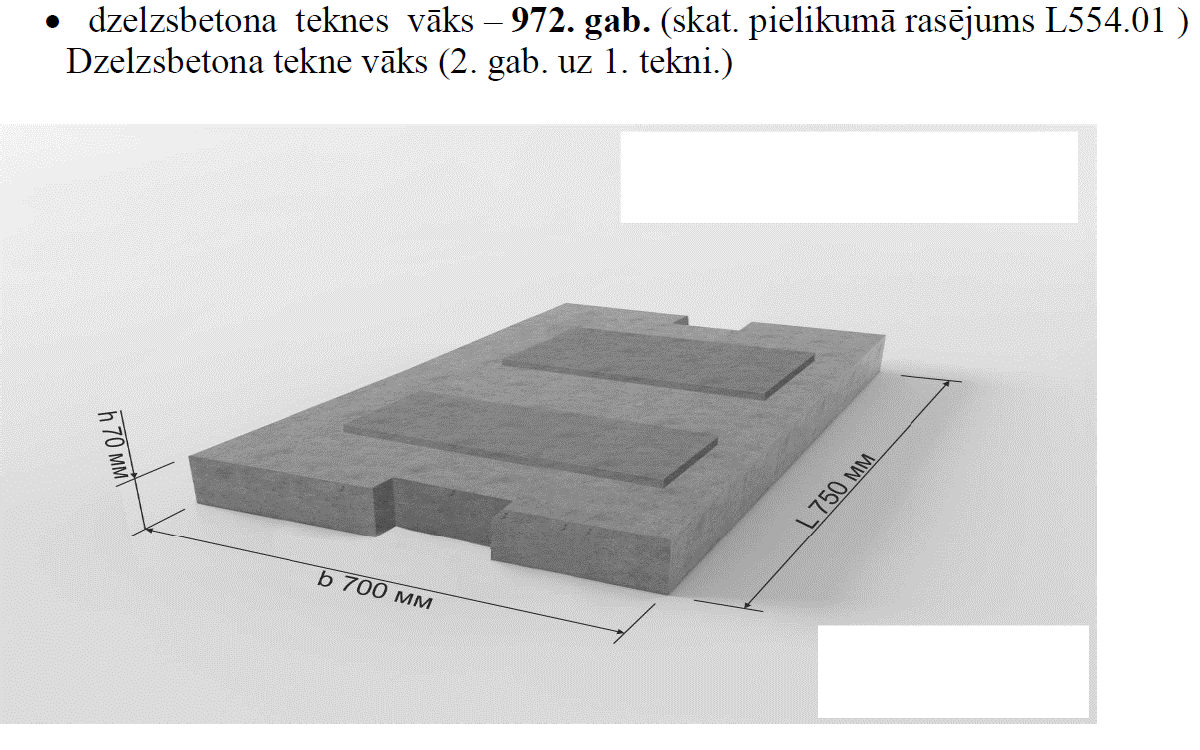 • dzelzsbetona teknes vāks – 972. gab. (skat. pielikumā rasējums L554.01 )
Dzelzsbetona tekne vāks (2. gab. uz 1. tekni.)
h 70 мм
L 750 мм
b 700 мм